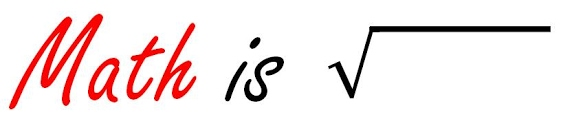 Math is √